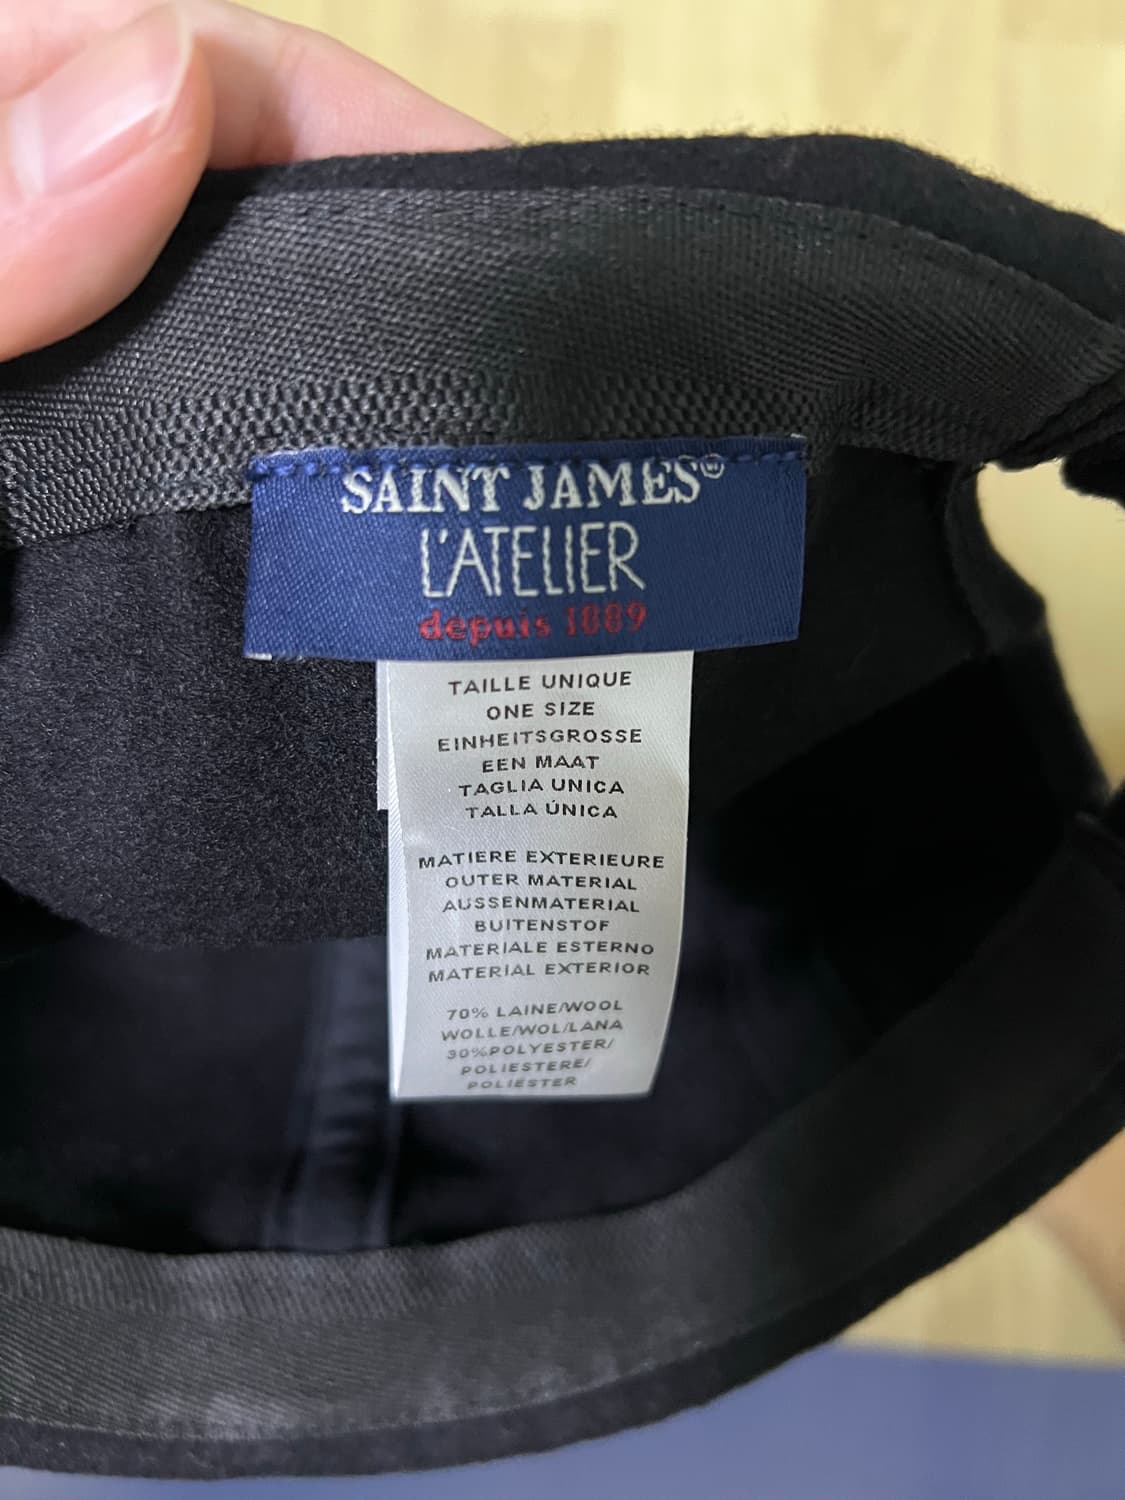 SAINT JAMES®
L'ATELIER
depuis 1889
TAILLE UNIQUE
ONE SIZE
EINHEITSGROSSE
EEN MAAT
TAGLIA UNICA
TALLA ÚNICA
MATIERE EXTERIEURE
OUTER MATERIAL
AUSSENMATERIAL
BUITENSTOF
MATERIALE ESTERNO
MATERIAL EXTERIOR
70% LAINE/WOOL
WOLLE/WOL/LANA
30%POLYESTER/
POLIESTERE/
POLIÉSTER